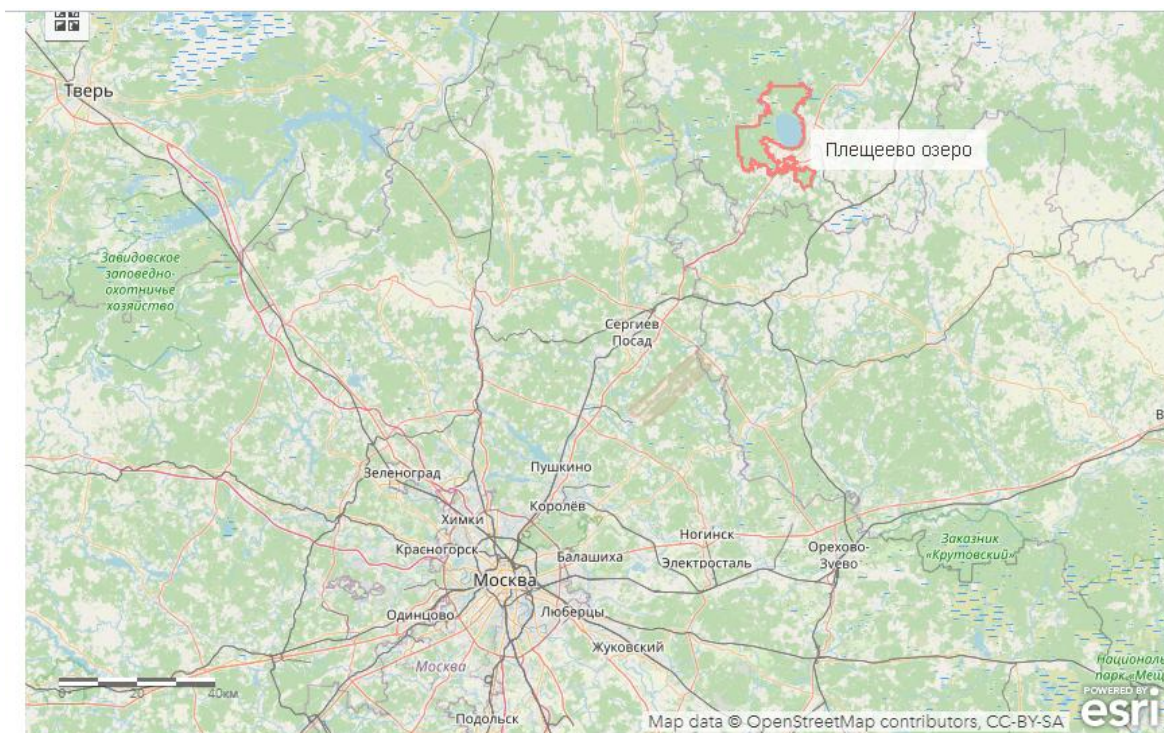 Тверь
Плещеево озеро
Завидовское
заповедно-
охотничье
хозяйство
Сергиев
Посад
В
Пушкино
Зеленоград
Королёв
Химки
Ногинск
Заказник
«Крутовский»
Орехово-
Зуево
Красногорск
Балашиха
Электросталь
Москва
Одинцово
Люберцы
Жуковский
Москва
Националь
парк «Мещ
0 20 40км
Подольск
POWERED BY
esri
Map data © OpenStreetMap contributors, CC-BY-SA